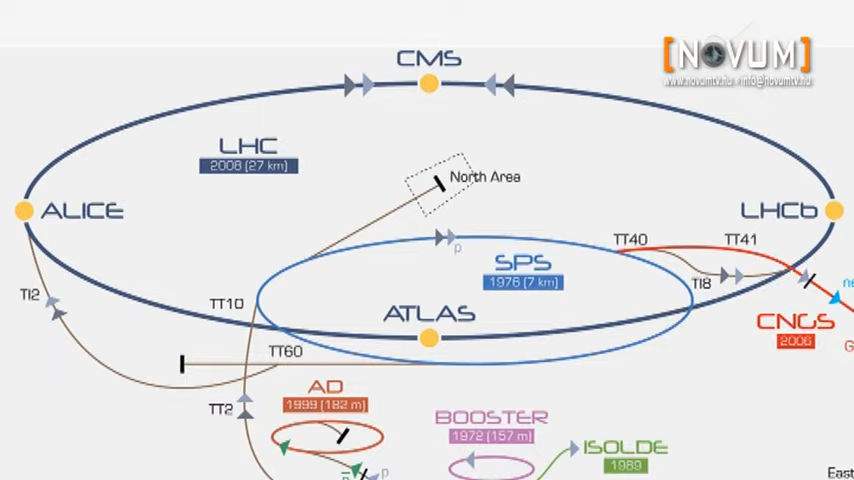 CMS
[NOVUM]
www.novumtv.hu / info@novumtv.hu
LHC
2008 (27 km)
North Area
ALICE
LHCb
p
TT40
TT41
SPS
1976 (7 km)
TI8
TI2
TT10
ATLAS
CNGS
2006
TT60
AD
1999 (182 m)
TT2
BOOSTER
1972 (157 m)
ISOLDE
1989
p
East